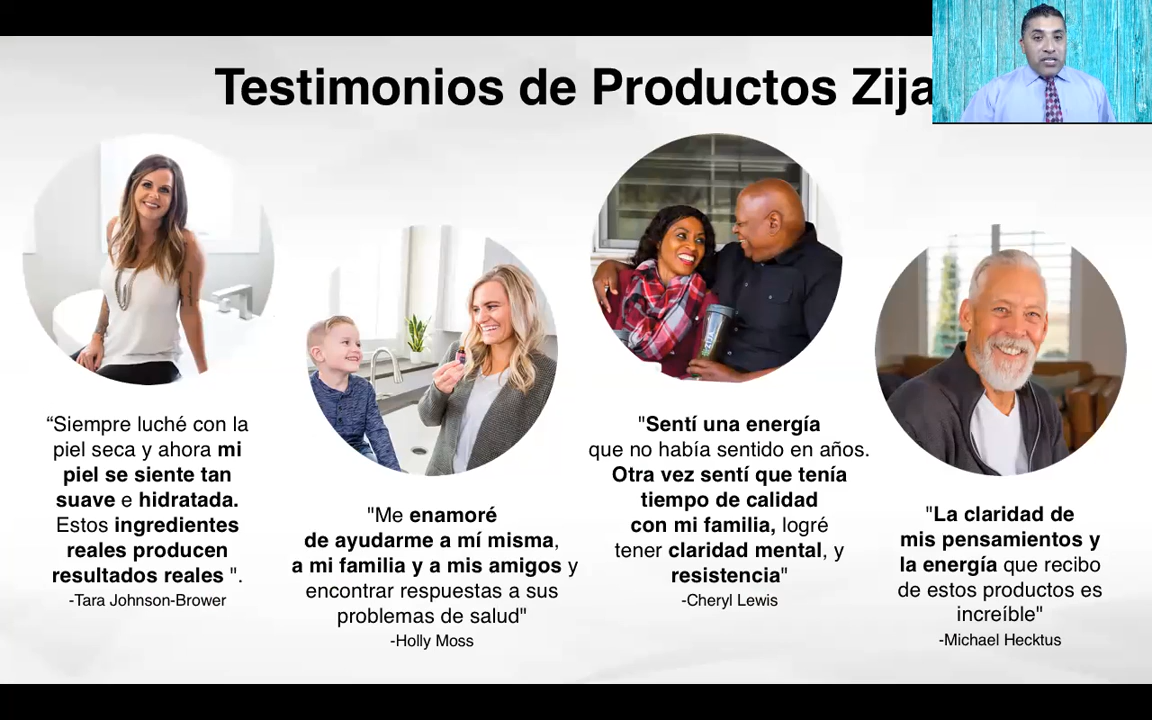 Testimonios de Productos Zija
“Siempre luché con la
piel seca y ahora mi
piel se siente tan
suave e hidratada.
Estos ingredientes
reales producen
resultados reales ".
-Tara Johnson-Brower
"Me enamoré
de ayudarme a mí misma,
a mi familia y a mis amigos y
encontrar respuestas a sus
problemas de salud"
-Holly Moss
"Sentí una energía
que no había sentido en años.
Otra vez sentí que tenía
tiempo de calidad
con mi familia, logré
tener claridad mental, y
resistencia"
-Cheryl Lewis
ZIJA
"La claridad de
mis pensamientos y
la energía que recibo
de estos productos es
increíble"
-Michael Hecktus